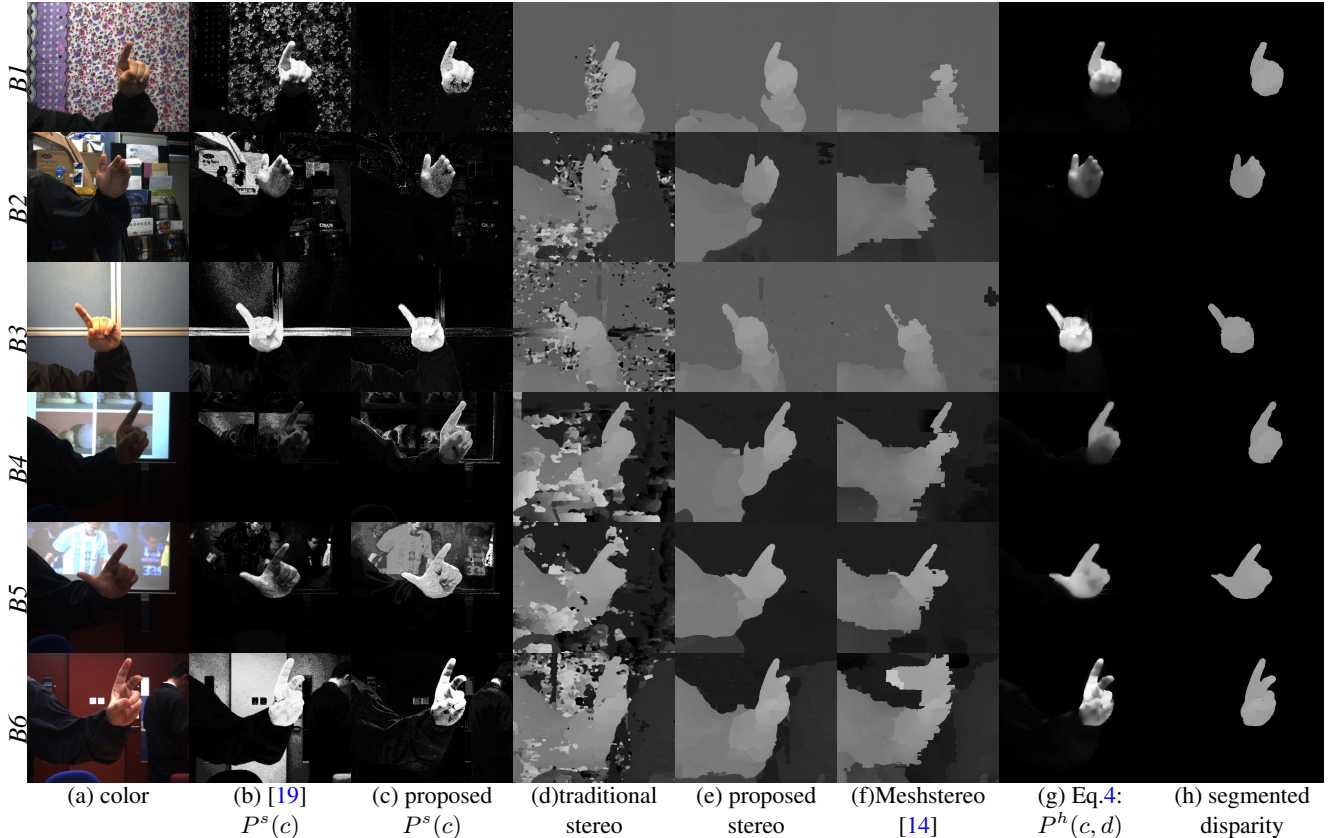 B1
B2
B3
B4
B5
B6
(a) color
(b) [19]
P^s(c)
(c) proposed
P^s(c)
(d)traditional
stereo
(e) proposed
stereo
(f)Meshstereo
[14]
(g) Eq.4:
P^h(c, d)
(h) segmented
disparity